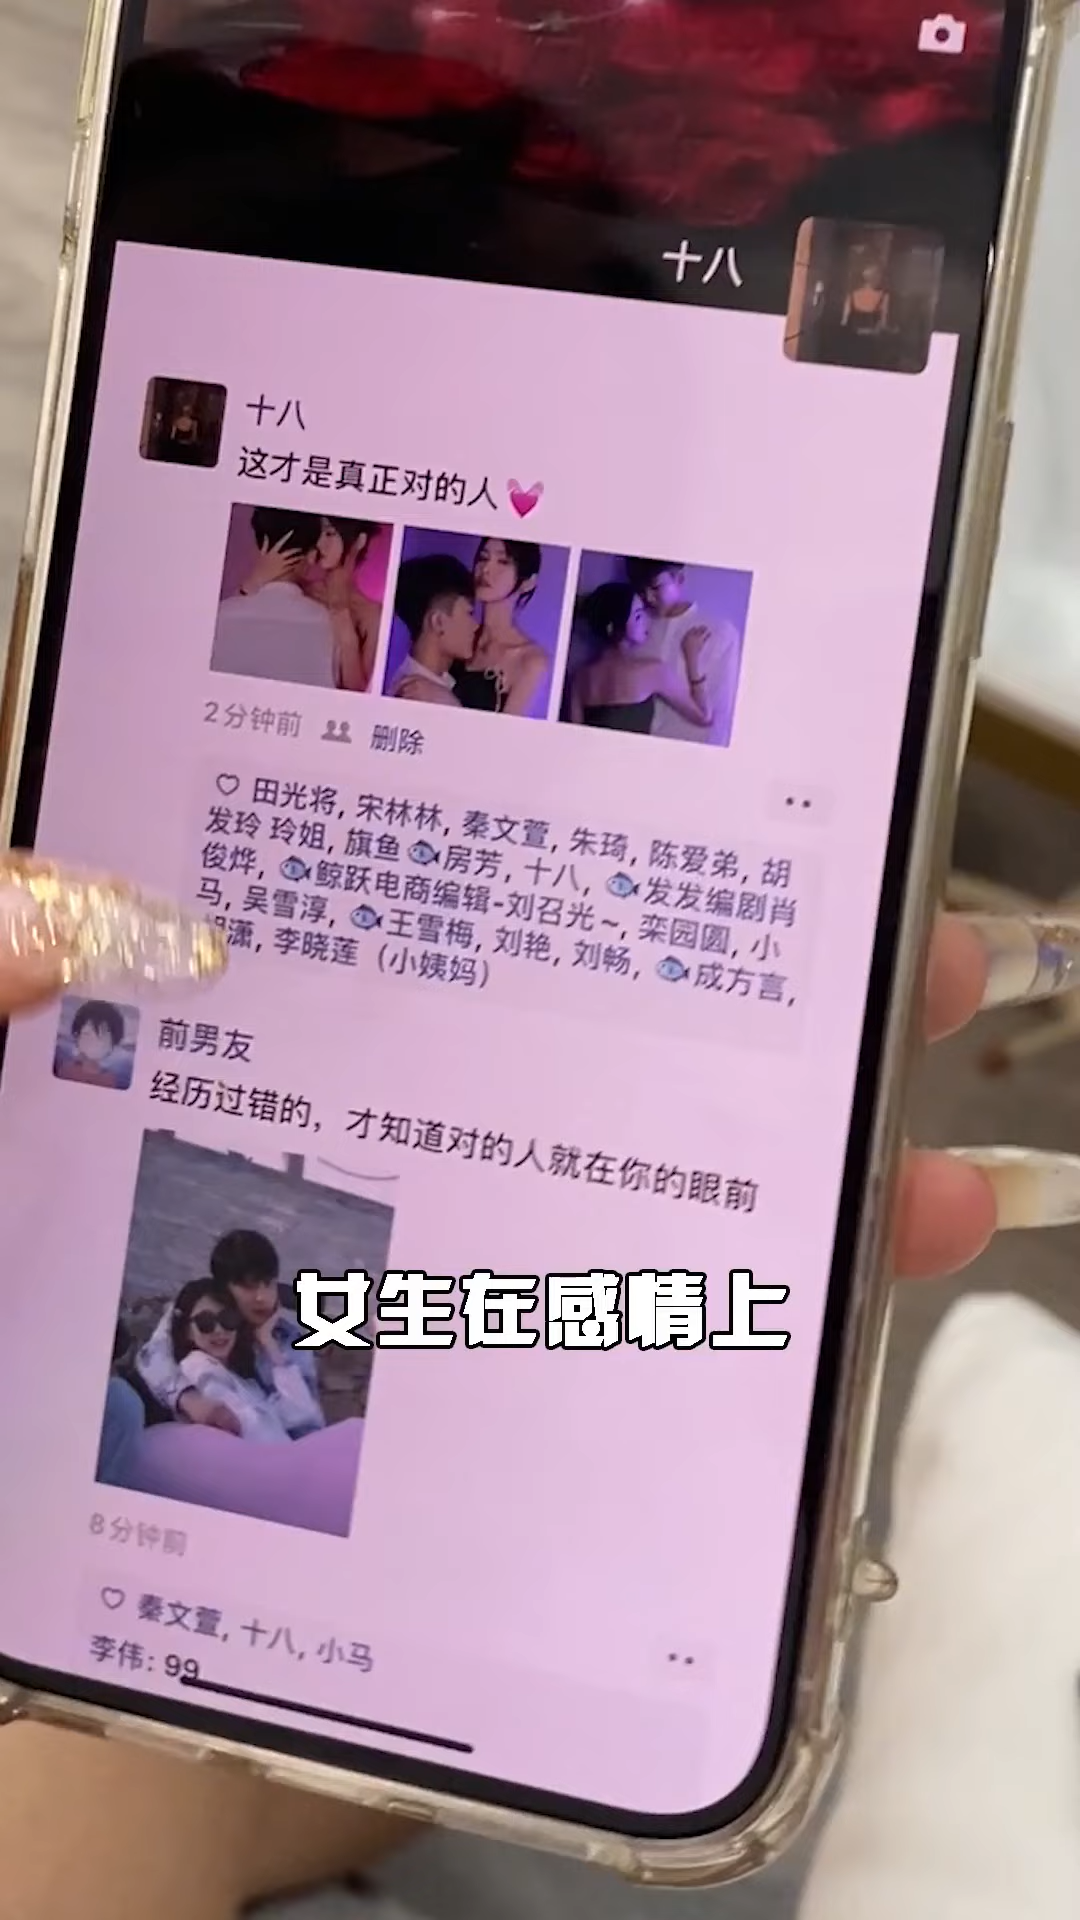 十八
十八
这才是真正对的人💓
2分钟前 删除
♡ 田光将, 宋林林, 秦文萱, 朱琦, 陈爱弟, 胡
发玲 玲姐, 旗鱼🐟房芳, 十八, 🐟发发编剧肖
俊烨, 🐟鲸跃电商编辑-刘召光~, 栾园圆, 小
马, 吴雪淳, 🐟王雪梅, 刘艳, 刘畅, 🐟成方言,
潇, 李晓莲（小姨妈）
前男友
经历过错的，才知道对的人就在你的眼前
女生在感情上
8分钟前
♡ 秦文萱, 十八, 小马
李伟: 99